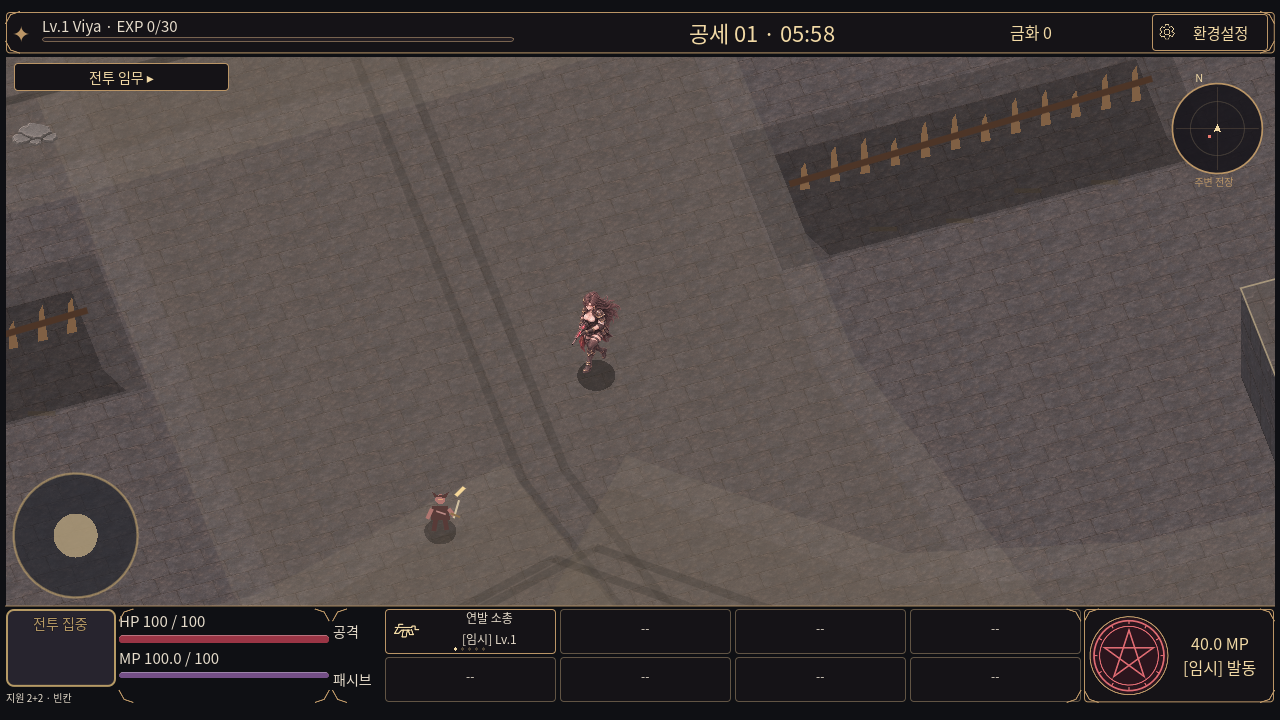 Lv.1 Viya · EXP 0/30
공세 01 · 05:58
금화 0
환경설정
전투 임무 ▸
N
주변 전장
전투 집중
HP 100 / 100
MP 100.0 / 100
지원 2+2 · 빈칸
공격
패시브
연발 소총
[임시] Lv.1
-- -- --
-- -- -- --
40.0 MP
[임시] 발동